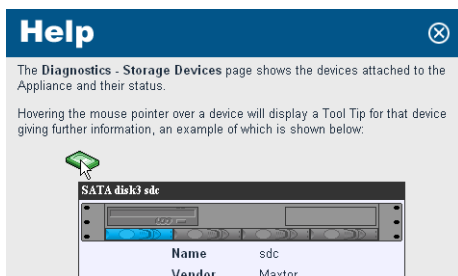 Help
The Diagnostics - Storage Devices page shows the devices attached to the
Appliance and their status.
Hovering the mouse pointer over a device will display a Tool Tip for that device
giving further information, an example of which is shown below:
SATA disk3 sdc
Name sdc
Vendor Maxtor